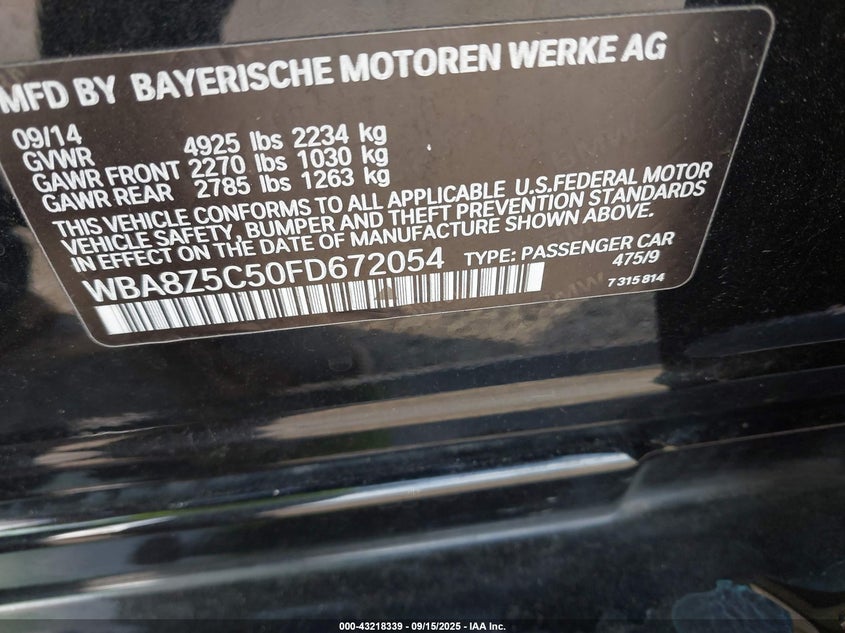 MFD BY BAYERISCHE MOTOREN WERKE AG
09/14
GVWR 4925 lbs 2234 kg
GAWR FRONT 2270 lbs 1030 kg
GAWR REAR 2785 lbs 1263 kg
THIS VEHICLE CONFORMS TO ALL APPLICABLE U.S.FEDERAL MOTOR
VEHICLE SAFETY, BUMPER AND THEFT PREVENTION STANDARDS
IN EFFECT ON THE DATE OF MANUFACTURE SHOWN ABOVE.
WBA8Z5C50FD672054 TYPE: PASSENGER CAR
475/9
7 315 814
000-43218339 - 09/15/2025 - IAA Inc.